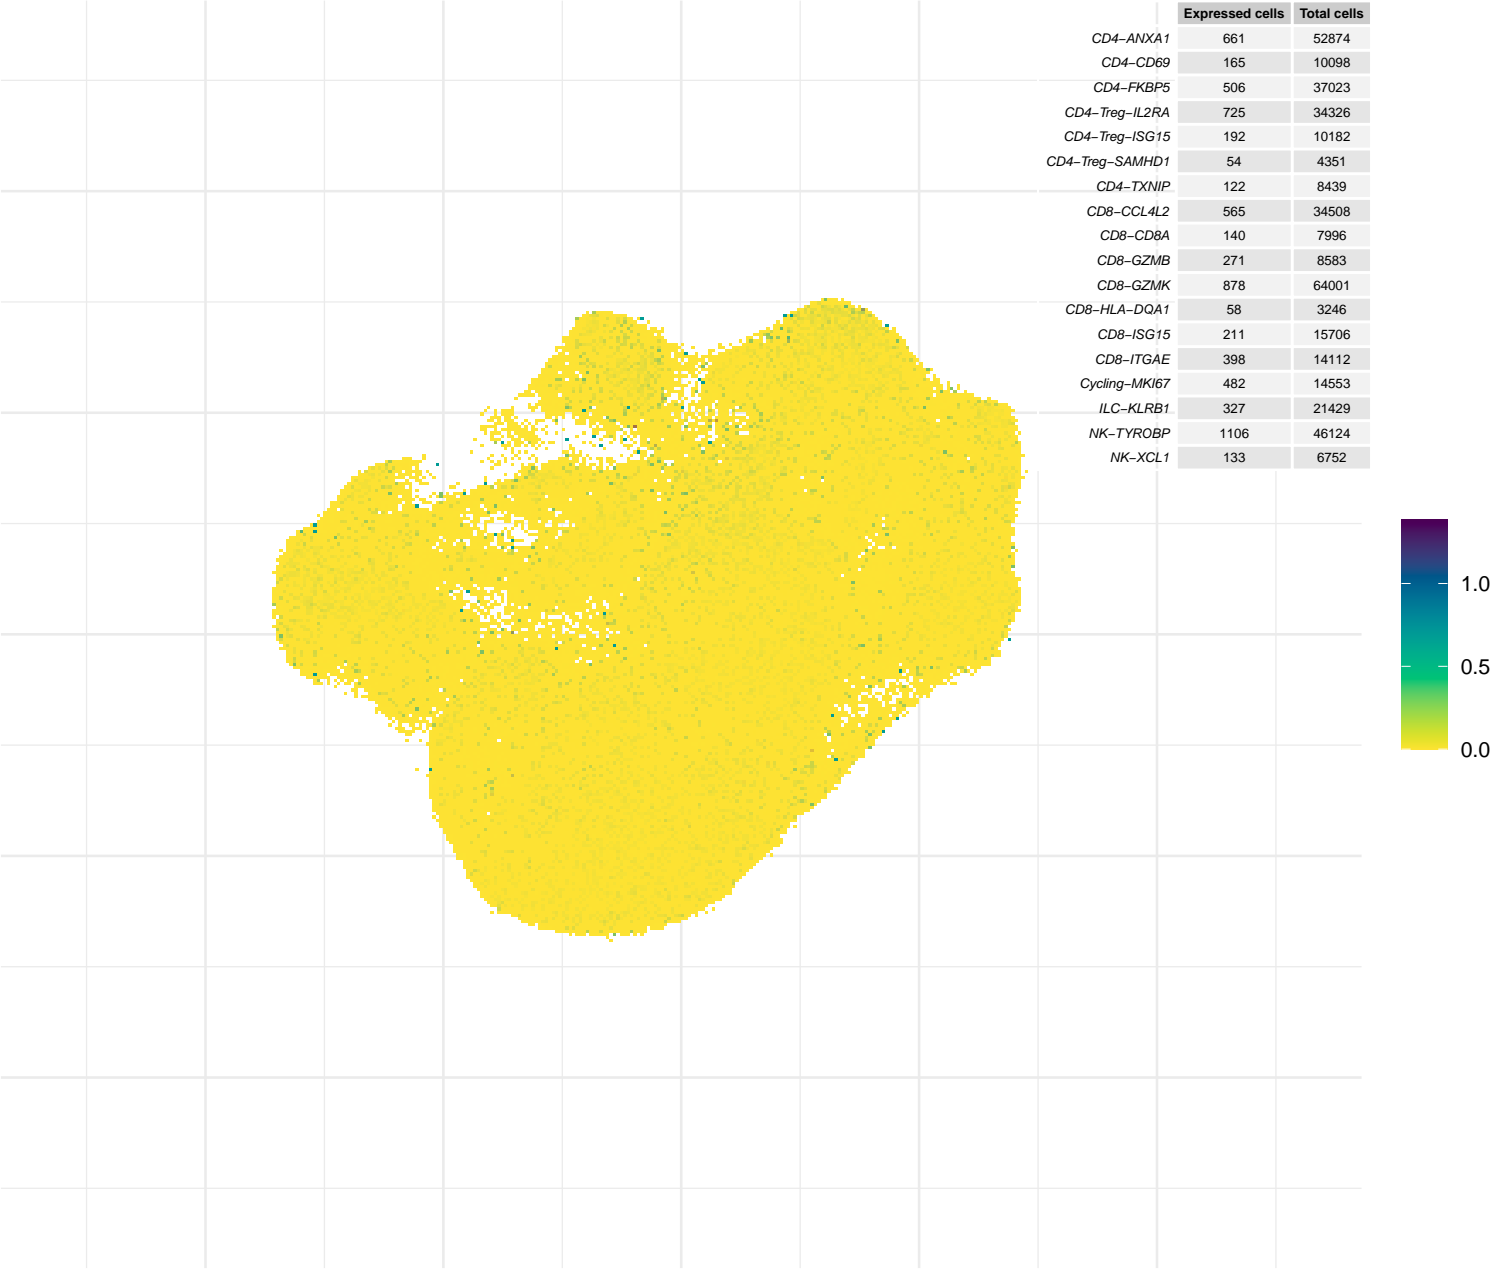 Expressed cells Total cells
CD4−ANXA1 661 52874
CD4−CD69 165 10098
CD4−FKBP5 506 37023
CD4−Treg−IL2RA 725 34326
CD4−Treg−ISG15 192 10182
CD4−Treg−SAMHD1 54 4351
CD4−TXNIP 122 8439
CD8−CCL4L2 565 34508
CD8−CD8A 140 7996
CD8−GZMB 271 8583
CD8−GZMK 878 64001
CD8−HLA−DQA1 58 3246
CD8−ISG15 211 15706
CD8−ITGAE 398 14112
Cycling−MKI67 482 14553
ILC−KLRB1 327 21429
NK−TYROBP 1106 46124
NK−XCL1 133 6752
1.0
0.5
0.0